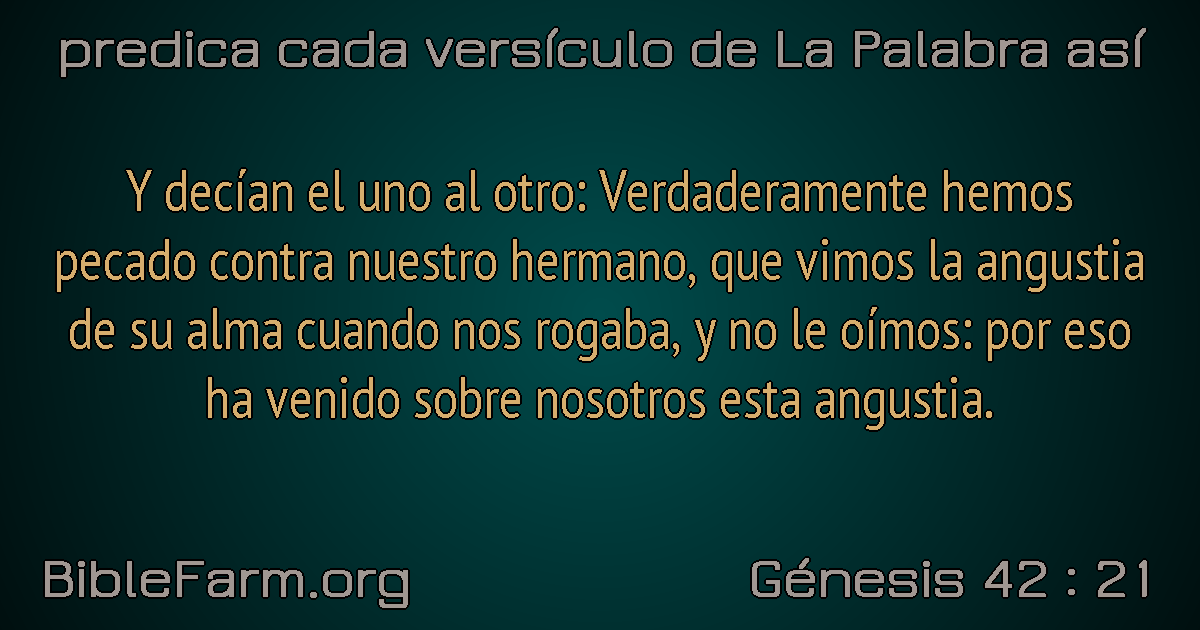 predica cada versículo de La Palabra así
Y decían el uno al otro: Verdaderamente hemos
pecado contra nuestro hermano, que vimos la angustia
de su alma cuando nos rogaba, y no le oímos: por eso
ha venido sobre nosotros esta angustia.
BibleFarm.org
Génesis 42 : 21